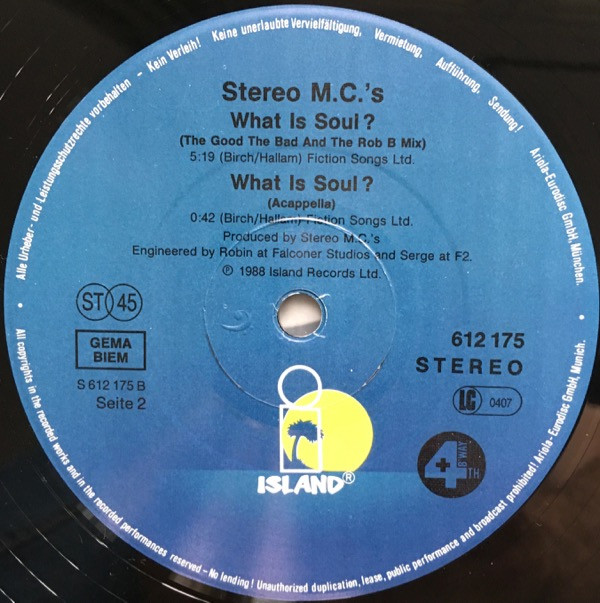 Alle Urheber- und Leistungsschutzrechte vorbehalten - Kein Verleih! Keine unerlaubte Vervielfältigung, Vermietung, Aufführung, Sendung! Ariola-Eurodisc GmbH, München.
Stereo M.C.'s
What Is Soul?
(The Good The Bad And The Rob B Mix)
5:19 (Birch/Hallam) Fiction Songs Ltd.
What Is Soul?
(Acappella)
0:42 (Birch/Hallam) Fiction Songs Ltd.
Produced by Stereo M.C.'s
Engineered by Robin at Falconer Studios and Serge at F2.
℗ 1988 Island Records Ltd.
ST 45
GEMA
BIEM
S 612 175 B
Seite 2
612 175
STEREO
LC 0407
ISLAND®
4TH B'WAY
All copyrights in the recorded works and in the recorded performances reserved - No lending! Unauthorized duplication, lease, public performance and broadcast prohibited! Ariola-Eurodisc GmbH, Munich.